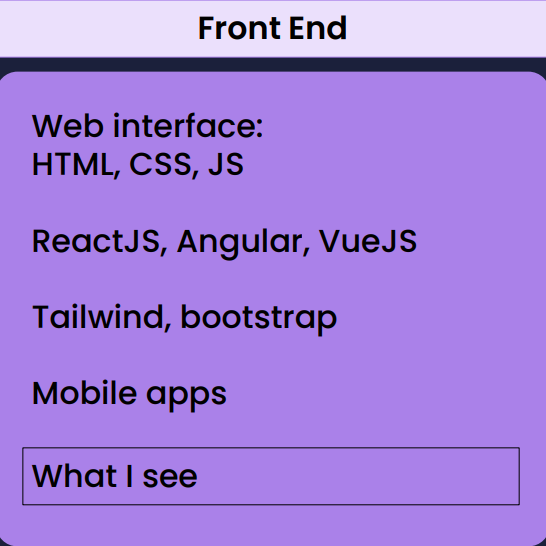 Front End
Web interface:
HTML, CSS, JS
ReactJS, Angular, VueJS
Tailwind, bootstrap
Mobile apps
What I see